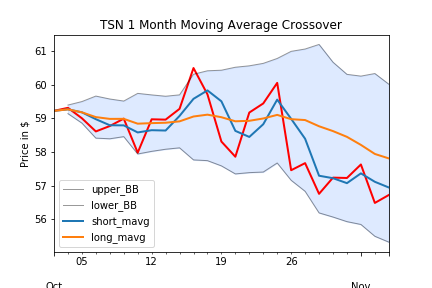 TSN 1 Month Moving Average Crossover
Price in $
61
60
59
58
57
56
upper_BB
lower_BB
short_mavg
long_mavg
05
12
19
26
Oct
Nov